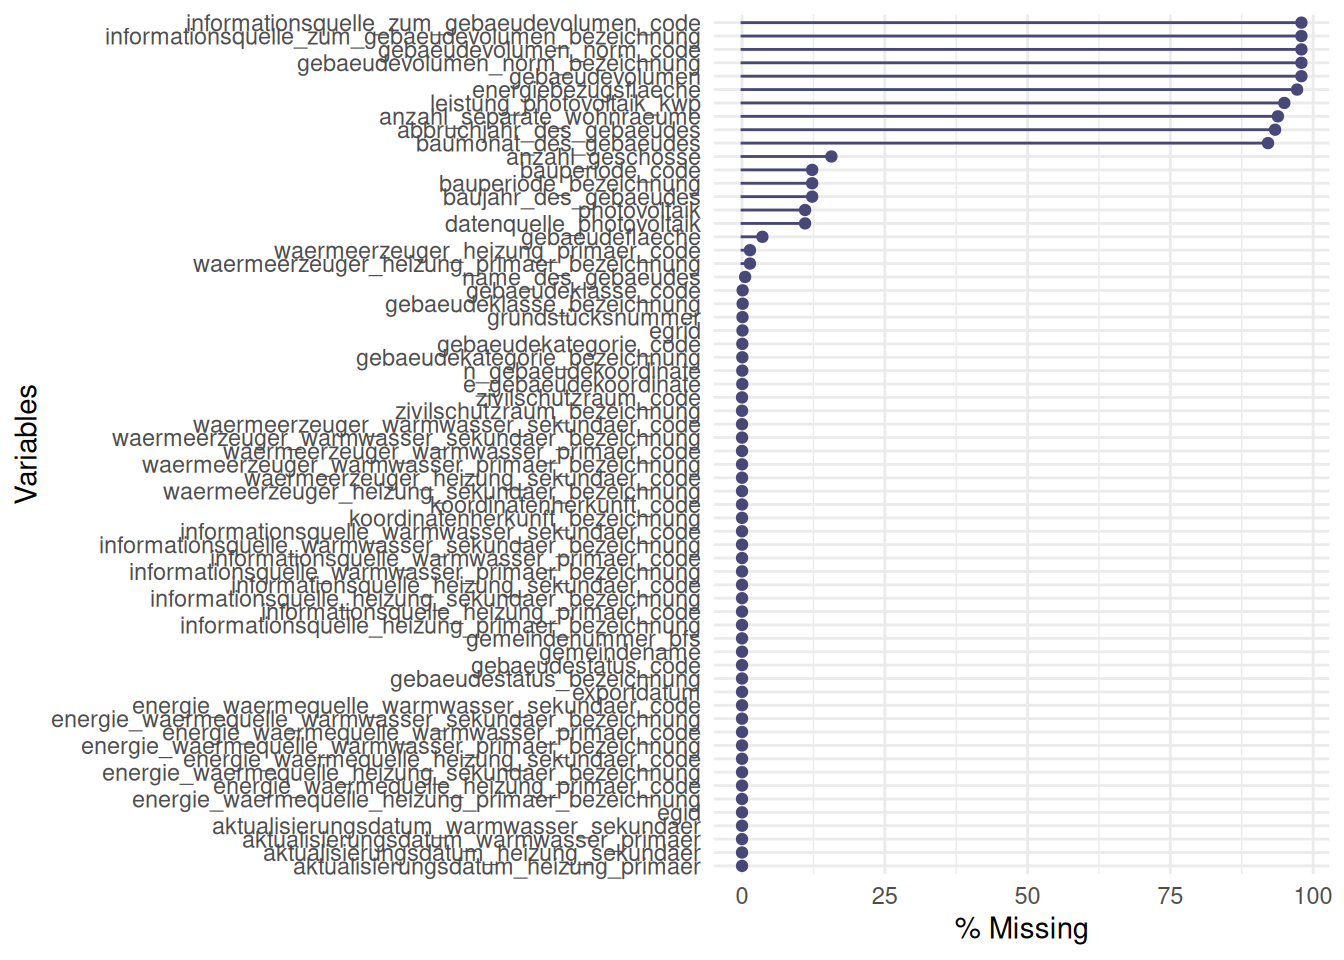 informationsquelle_zum_gebaeudevolumen_code
informationsquelle_zum_gebaeudevolumen_bezeichnung
gebaeudevolumen_norm_code
gebaeudevolumen_norm_bezeichnung
gebaeudevolumen
energiebezugsflaeche
leistung_photovoltaik_kwp
anzahl_separate_wohnraeume
abbruchjahr_des_gebaeudes
baumonat_des_gebaeudes
anzahl_geschosse
bauperiode_code
bauperiode_bezeichnung
baujahr_des_gebaeudes
photovoltaik
datenquelle_photovoltaik
gebaeudeflaeche
waermeerzeuger_heizung_primaer_code
waermeerzeuger_heizung_primaer_bezeichnung
name_des_gebaeudes
gebaeudeklasse_code
gebaeudeklasse_bezeichnung
grundstücksnummer
egrid
gebaeudekategorie_code
gebaeudekategorie_bezeichnung
n_gebaeudekoordinate
e_gebaeudekoordinate
zivilschutzraum_code
zivilschutzraum_bezeichnung
waermeerzeuger_warmwasser_sekundaer_code
waermeerzeuger_warmwasser_sekundaer_bezeichnung
waermeerzeuger_warmwasser_primaer_code
waermeerzeuger_warmwasser_primaer_bezeichnung
waermeerzeuger_heizung_sekundaer_code
waermeerzeuger_heizung_sekundaer_bezeichnung
koordinatenherkunft_code
koordinatenherkunft_bezeichnung
informationsquelle_warmwasser_sekundaer_code
informationsquelle_warmwasser_sekundaer_bezeichnung
informationsquelle_warmwasser_primaer_code
informationsquelle_warmwasser_primaer_bezeichnung
informationsquelle_heizung_sekundaer_code
informationsquelle_heizung_sekundaer_bezeichnung
informationsquelle_heizung_primaer_code
informationsquelle_heizung_primaer_bezeichnung
gemeindenummer_bfs
gemeindename
gebaeudestatus_code
gebaeudestatus_bezeichnung
exportdatum
energie_waermequelle_warmwasser_sekundaer_code
energie_waermequelle_warmwasser_sekundaer_bezeichnung
energie_waermequelle_warmwasser_primaer_code
energie_waermequelle_warmwasser_primaer_bezeichnung
energie_waermequelle_heizung_sekundaer_code
energie_waermequelle_heizung_sekundaer_bezeichnung
energie_waermequelle_heizung_primaer_code
energie_waermequelle_heizung_primaer_bezeichnung
egid
aktualisierungsdatum_warmwasser_sekundaer
aktualisierungsdatum_warmwasser_primaer
aktualisierungsdatum_heizung_sekundaer
aktualisierungsdatum_heizung_primaer
Variables
0 25 50 75 100
% Missing